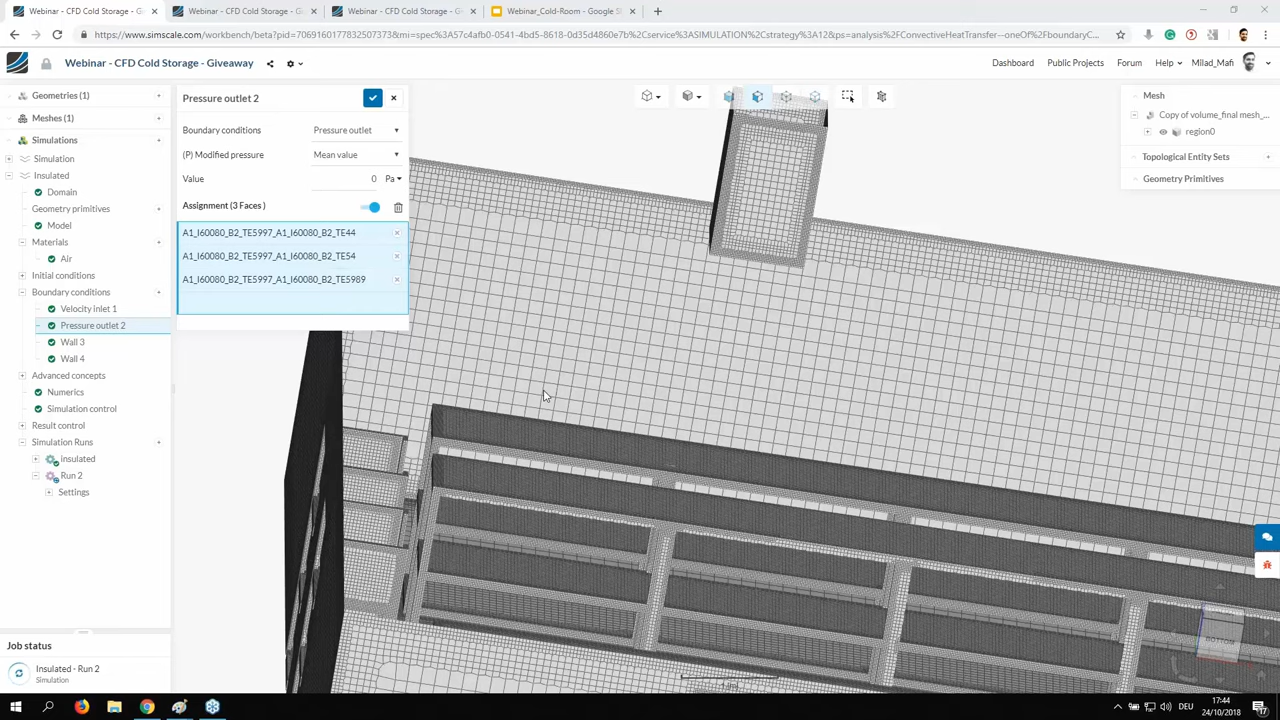 Webinar - CFD Cold Storage - G
Webinar - CFD Cold Storage - G
Webinar - CFD Cold Storage - G
Webinar_Cold-Room - Google S
Webinar - CFD Cold Storage - Giveaway
Dashboard
Public Projects
Forum
Help
Milad_Mafi
Geometries (1)
Meshes (1)
Simulations
Simulation
Insulated
Domain
Geometry primitives
Model
Materials
Air
Initial conditions
Boundary conditions
Velocity inlet 1
Pressure outlet 2
Wall 3
Wall 4
Advanced concepts
Numerics
Simulation control
Result control
Simulation Runs
insulated
Run 2
Settings
Job status
Insulated - Run 2
Simulation
Pressure outlet 2
Boundary conditions
Pressure outlet
(P) Modified pressure
Mean value
Value
0
Pa
Assignment (3 Faces )
A1_I60080_B2_TE5997_A1_I60080_B2_TE44
A1_I60080_B2_TE5997_A1_I60080_B2_TE54
A1_I60080_B2_TE5997_A1_I60080_B2_TE5989
Mesh
Copy of volume_final mesh_...
region0
Topological Entity Sets
Geometry Primitives
BOTTOM
DEU
17:44
24/10/2018
17